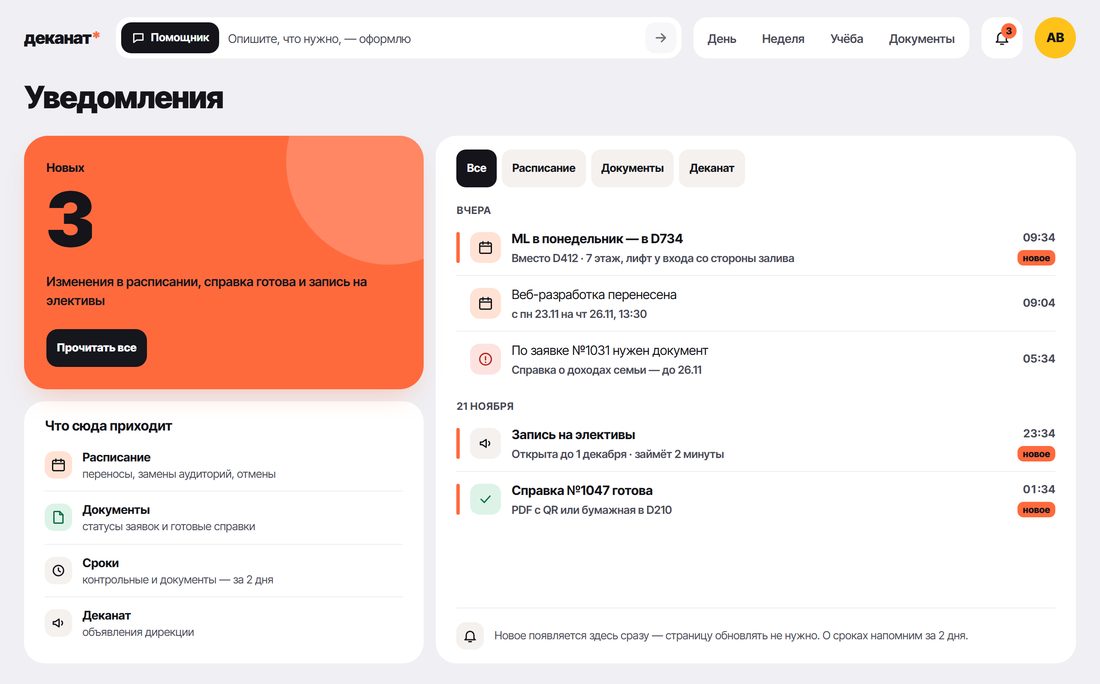 деканат*
Помощник
Опишите, что нужно, — оформлю
День
Неделя
Учёба
Документы
3
АВ
Уведомления
Новых
3
Изменения в расписании, справка готова и запись на
элективы
Прочитать все
Что сюда приходит
Расписание
переносы, замены аудиторий, отмены
Документы
статусы заявок и готовые справки
Сроки
контрольные и документы — за 2 дня
Деканат
объявления дирекции
Все
Расписание
Документы
Деканат
ВЧЕРА
ML в понедельник — в D734
09:34
Вместо D412 · 7 этаж, лифт у входа со стороны залива
новое
Веб-разработка перенесена
09:04
с пн 23.11 на чт 26.11, 13:30
По заявке №1031 нужен документ
05:34
Справка о доходах семьи — до 26.11
21 НОЯБРЯ
Запись на элективы
23:34
Открыта до 1 декабря · займёт 2 минуты
новое
Справка №1047 готова
01:34
PDF с QR или бумажная в D210
новое
Новое появляется здесь сразу — страницу обновлять не нужно. О сроках напомним за 2 дня.